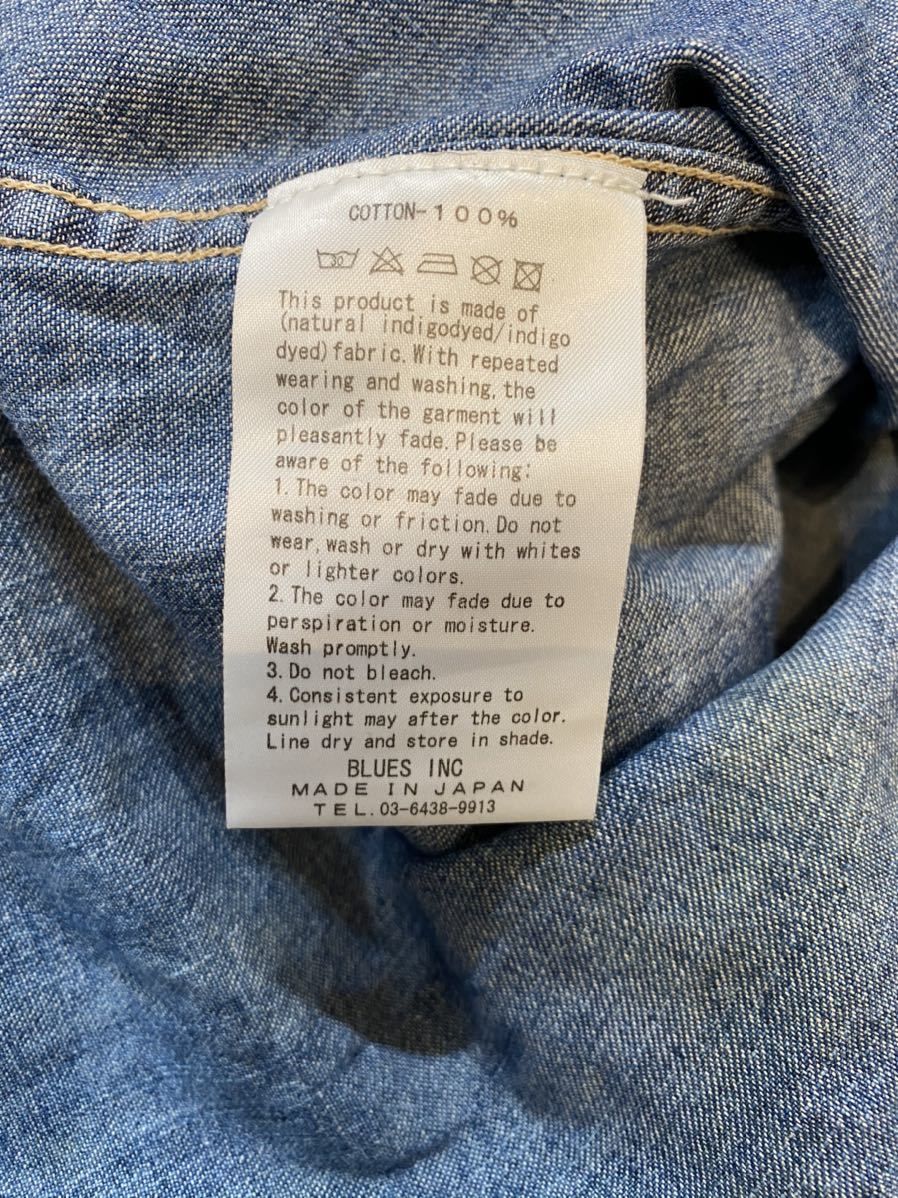 COTTON-100%
This product is made of
(natural indigodyed/indigo
dyed)fabric.With repeated
wearing and washing,the
color of the garment will
pleasantly fade.Please be
aware of the following:
1.The color may fade due to
washing or friction.Do not
wear,wash or dry with whites
or lighter colors.
2.The color may fade due to
perspiration or moisture.
Wash promptly.
3.Do not bleach.
4.Consistent exposure to
sunlight may after the color.
Line dry and store in shade.
BLUES INC
MADE IN JAPAN
TEL.03-6438-9913